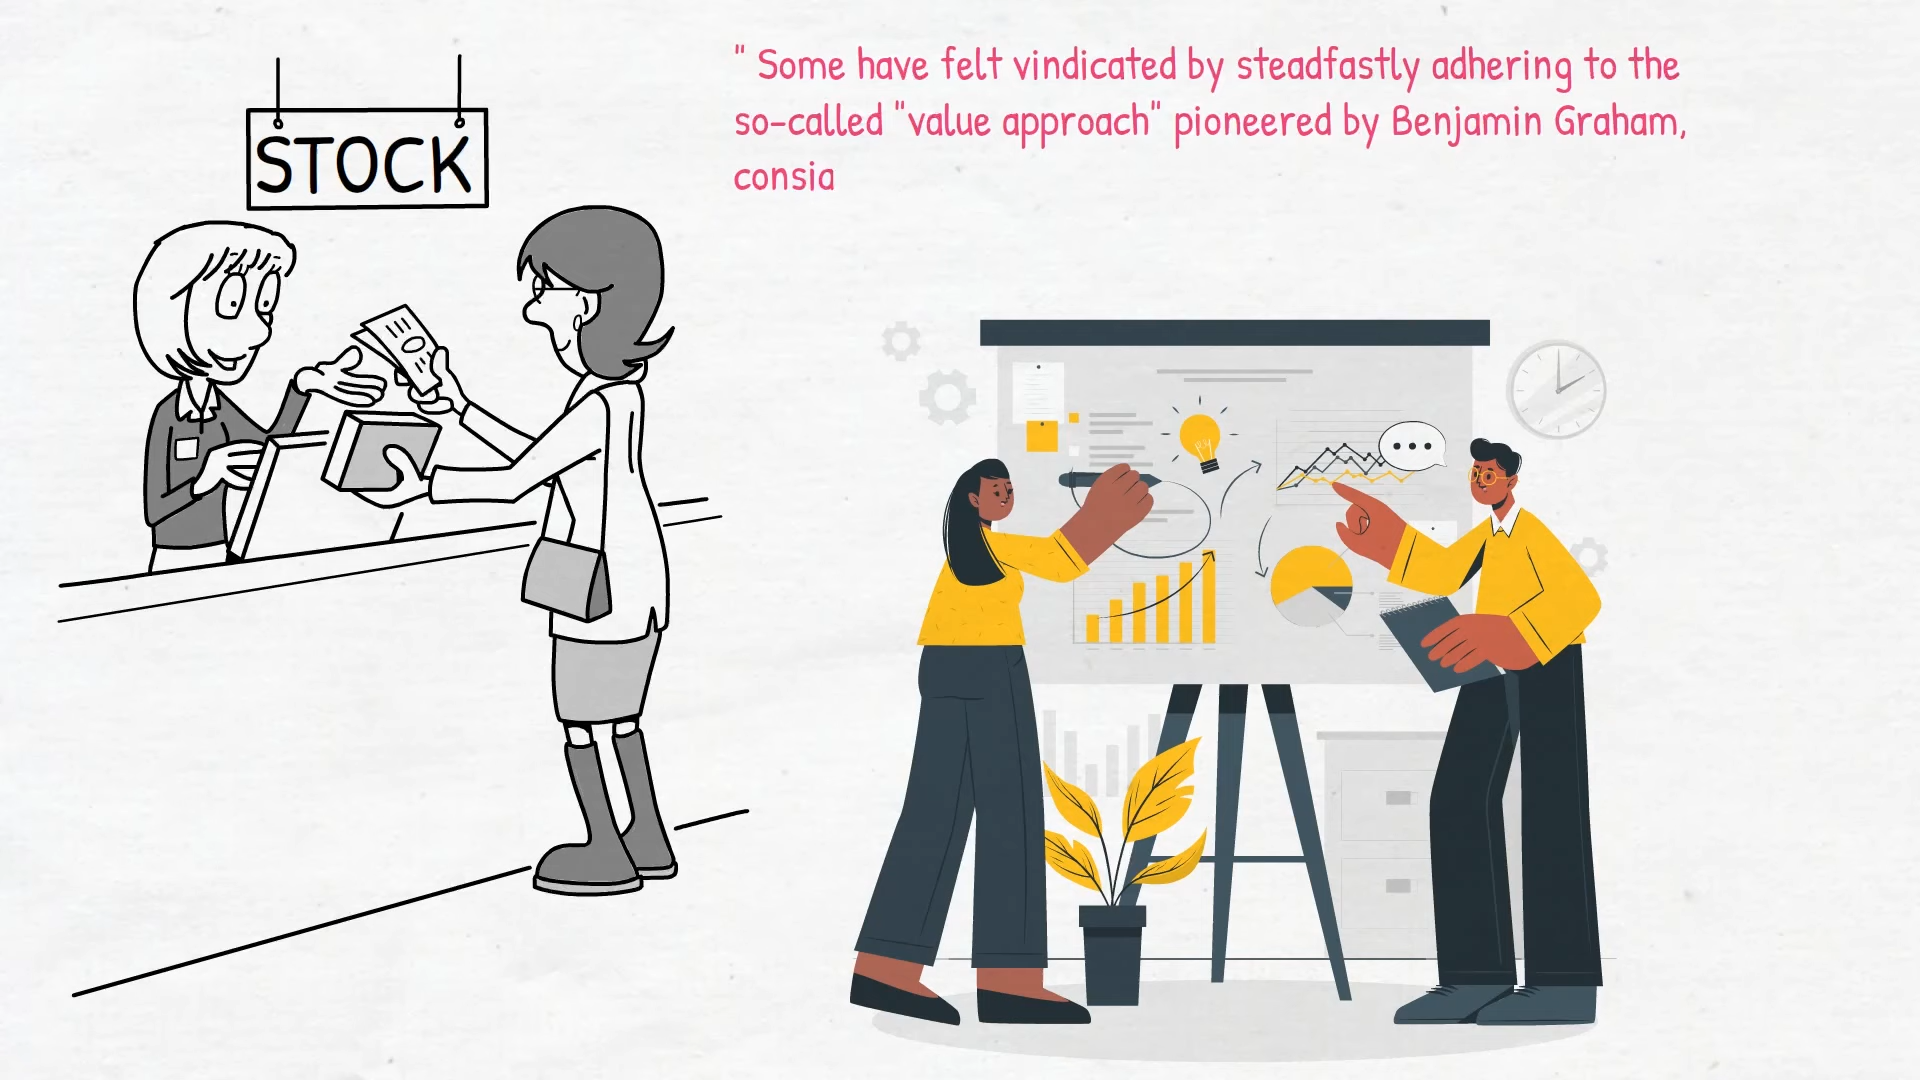 STOCK
" Some have felt vindicated by steadfastly adhering to the
so-called "value approach" pioneered by Benjamin Graham,
consia